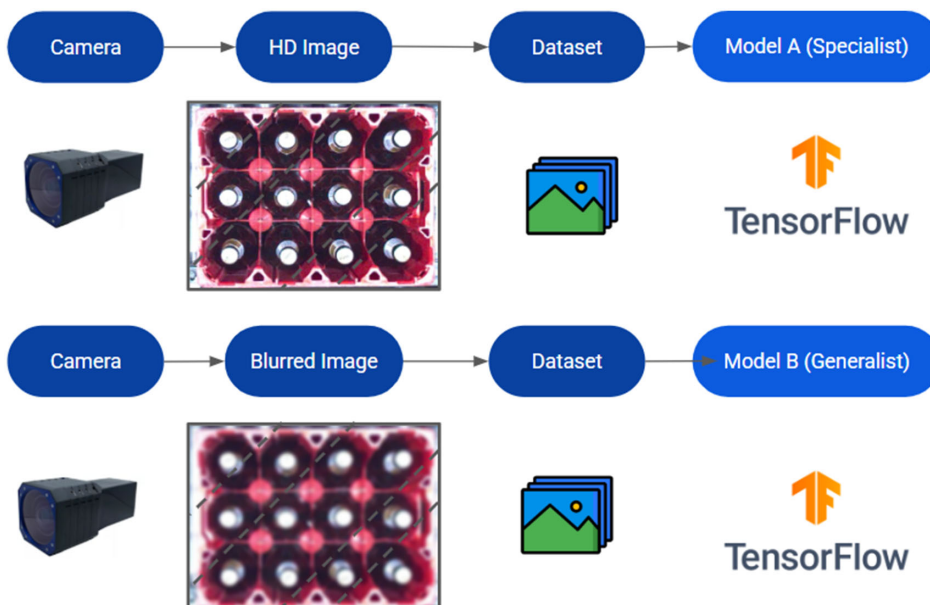 Camera
HD Image
Dataset
Model A (Specialist)
TensorFlow
Camera
Blurred Image
Dataset
Model B (Generalist)
TensorFlow